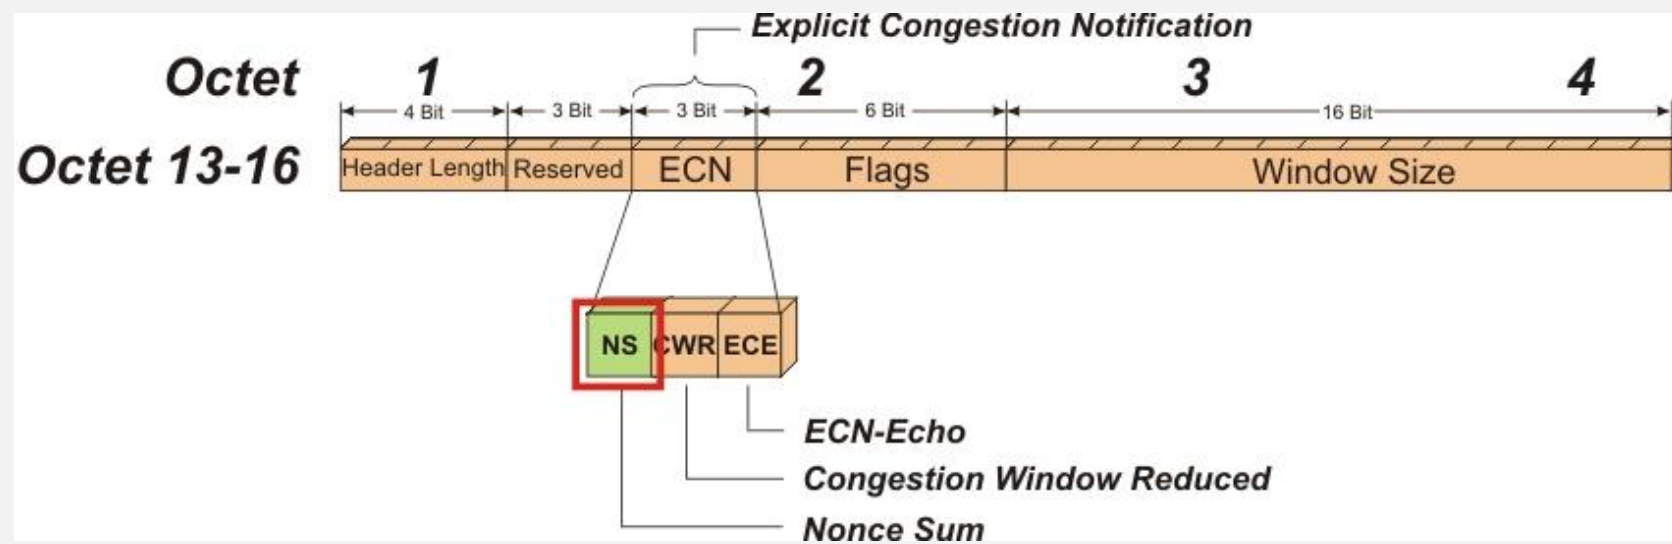 Explicit Congestion Notification
Octet 1 2 3 4
4 Bit 3 Bit 3 Bit 6 Bit 16 Bit
Octet 13-16 Header Length Reserved ECN Flags Window Size
NS CWR ECE
ECN-Echo
Congestion Window Reduced
Nonce Sum